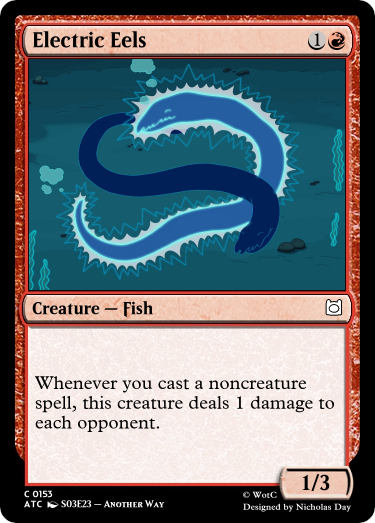 Electric Eels 1
Creature — Fish
Whenever you cast a noncreature
spell, this creature deals 1 damage to
each opponent.
1/3
C 0153
ATC S03E23 – Another Way
© WotC
Designed by Nicholas Day